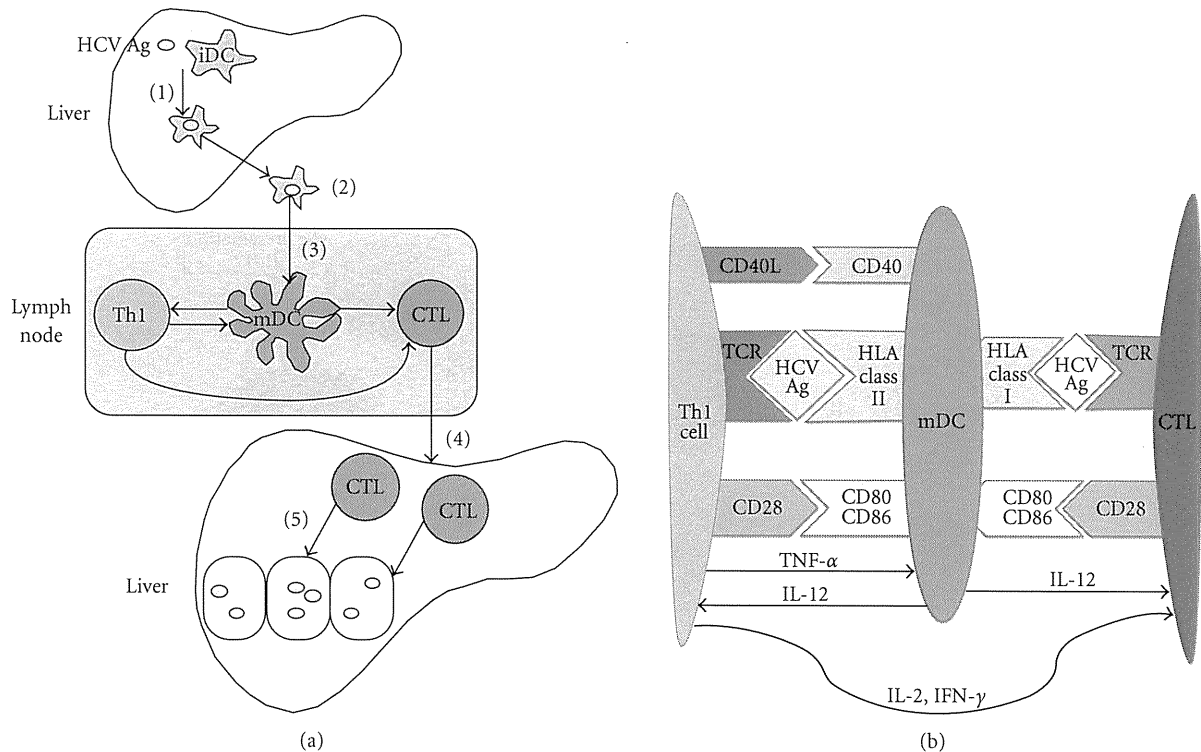 HCV Ag
iDC
(1)
Liver
(2)
(3)
Lymph
node
Th1
mDC
CTL
(4)
CTL
CTL
(5)
Liver
(a)
CD40L
CD40
TCR
HCV
Ag
HLA
class
II
HLA
class
I
HCV
Ag
TCR
Th1
cell
mDC
CTL
CD28
CD80
CD86
CD80
CD86
CD28
TNF-α
IL-12
IL-12
IL-2, IFN-γ
(b)